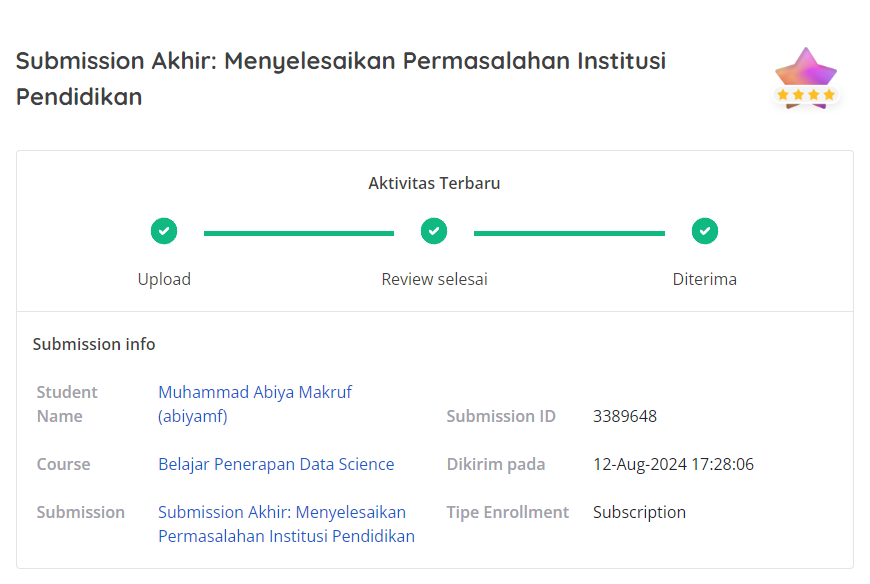 Submission Akhir: Menyelesaikan Permasalahan Institusi
Pendidikan
Aktivitas Terbaru
Upload
Review selesai
Diterima
Submission info
Student
Name
Muhammad Abiya Makruf
(abiyamf)
Submission ID
3389648
Course
Belajar Penerapan Data Science
Dikirim pada
12-Aug-2024 17:28:06
Submission
Submission Akhir: Menyelesaikan
Permasalahan Institusi Pendidikan
Tipe Enrollment
Subscription